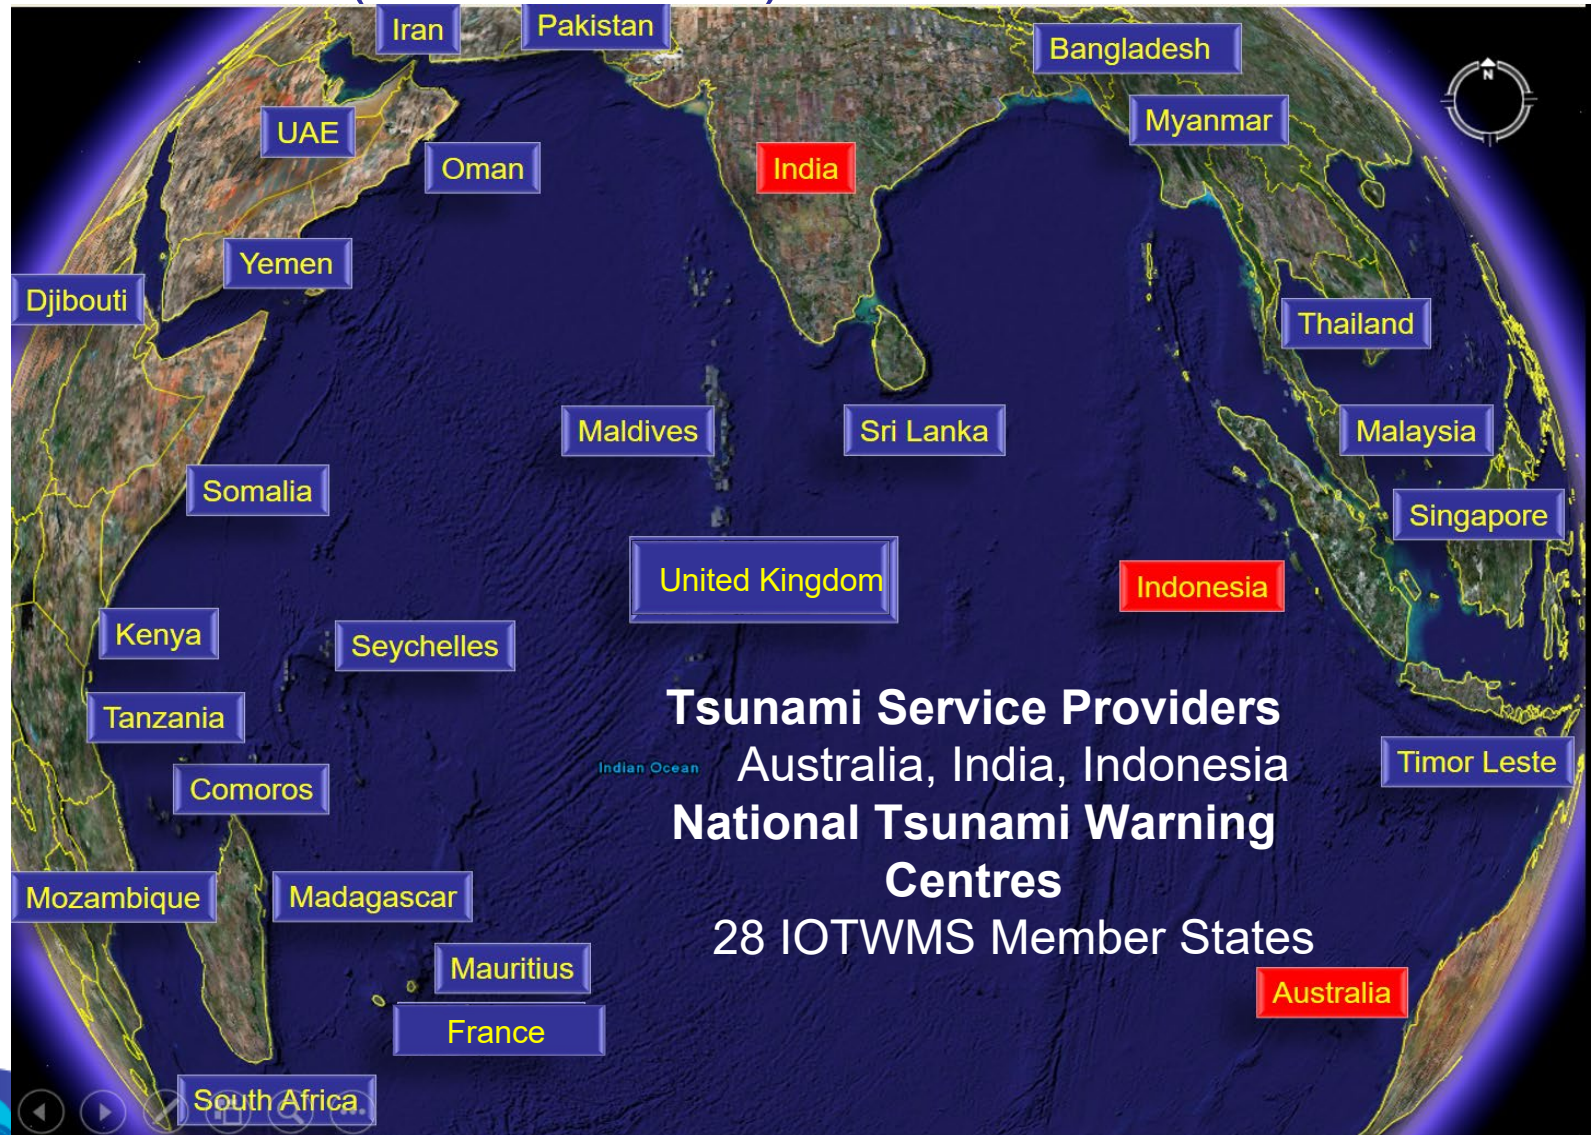 Iran
Pakistan
Bangladesh
N
UAE
Myanmar
Oman
India
Yemen
Djibouti
Thailand
Maldives
Sri Lanka
Malaysia
Somalia
Singapore
United Kingdom
Indonesia
Kenya
Seychelles
Tanzania
Tsunami Service Providers
Australia, India, Indonesia
Indian Ocean
Timor Leste
Comoros
National Tsunami Warning
Centres
Mozambique
Madagascar
28 IOTWMS Member States
Mauritius
Australia
France
South Africa